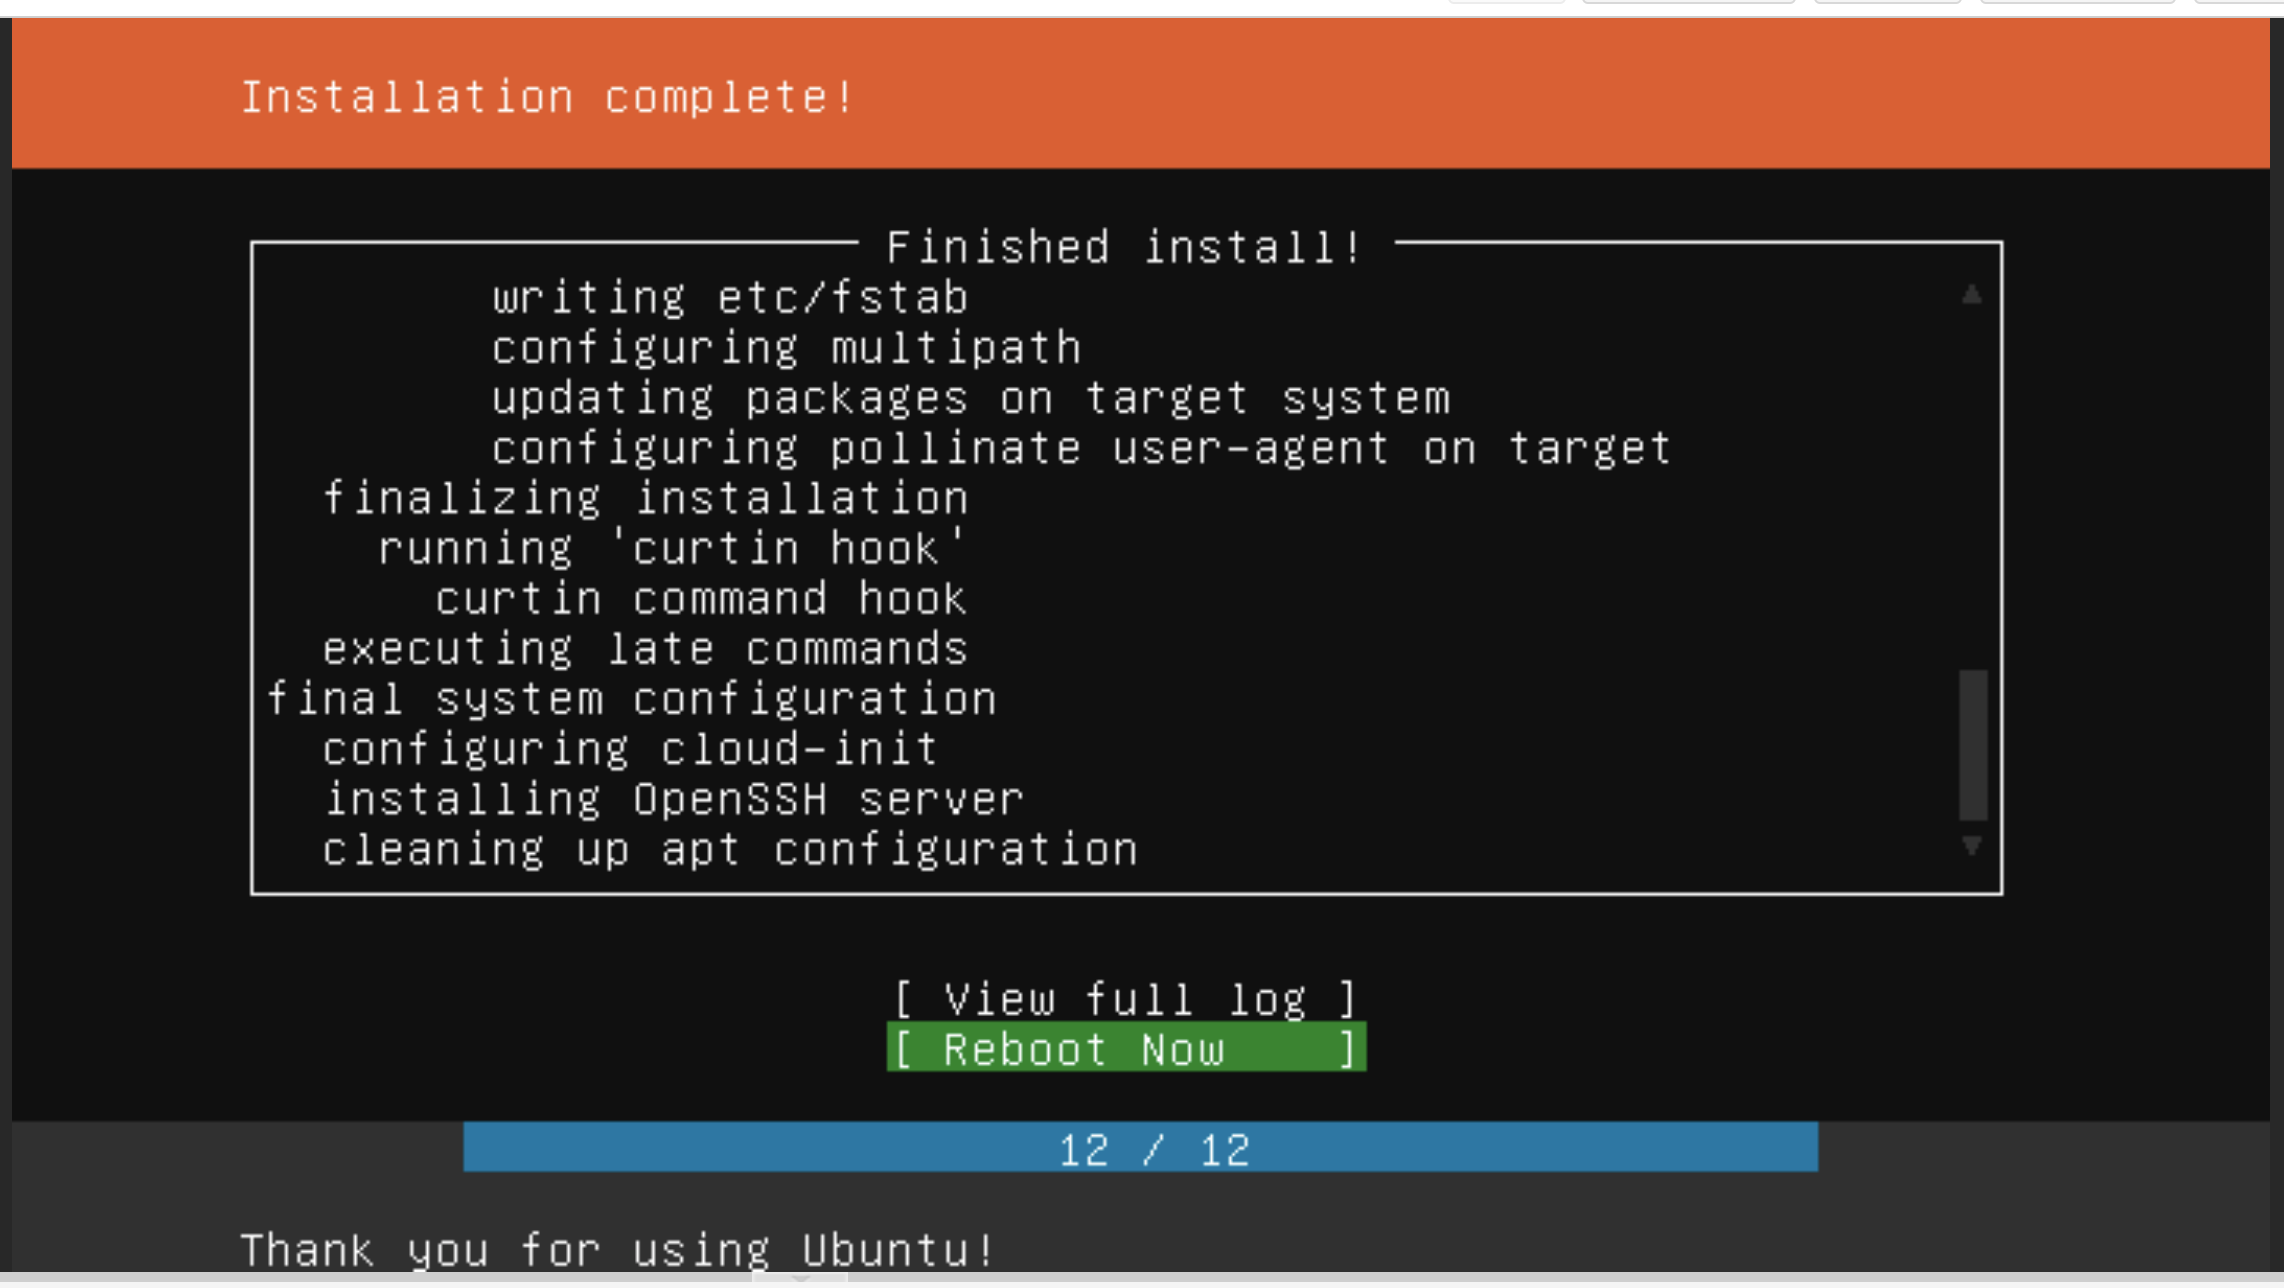 Installation complete!
Finished install!
writing etc/fstab
configuring multipath
updating packages on target system
configuring pollinate user-agent on target
finalizing installation
running 'curtin hook'
curtin command hook
executing late commands
final system configuration
configuring cloud-init
installing OpenSSH server
cleaning up apt configuration
[ View full log ]
[ Reboot Now ]
12 / 12
Thank you for using Ubuntu!